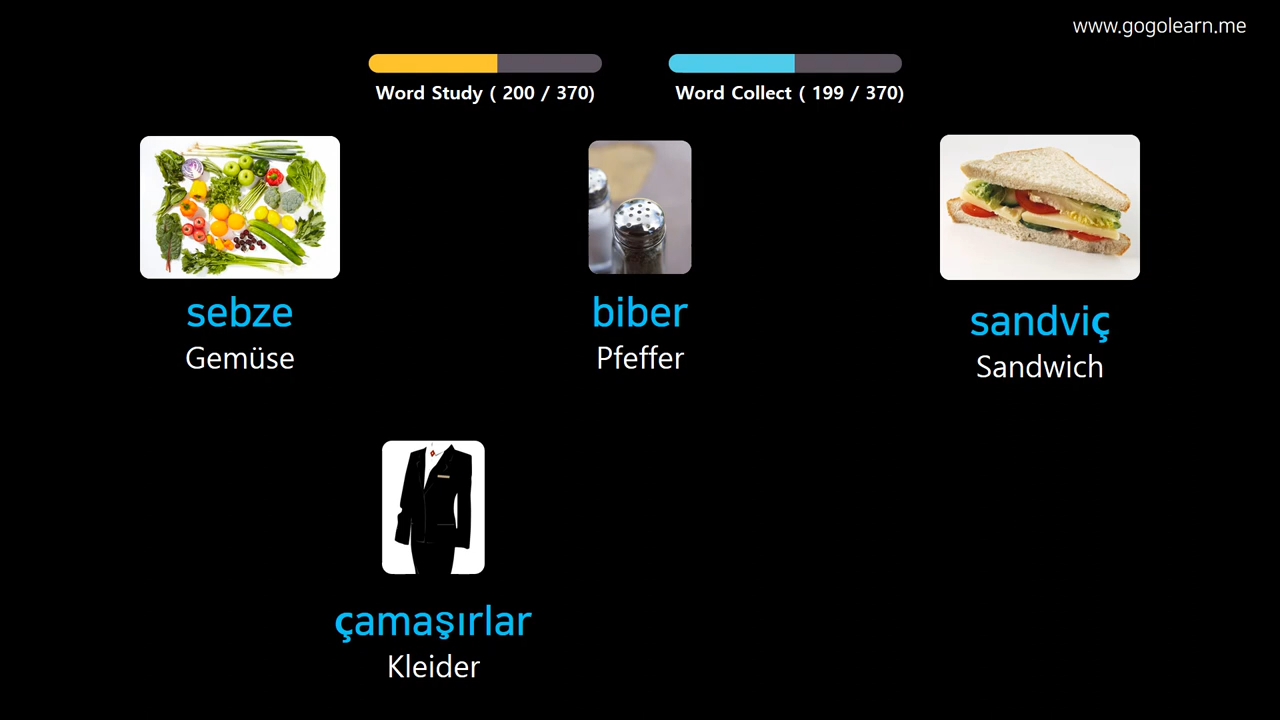 www.gogolearn.me
Word Study ( 200 / 370)
Word Collect ( 199 / 370)
sebze
Gemüse
biber
Pfeffer
sandviç
Sandwich
çamaşırlar
Kleider